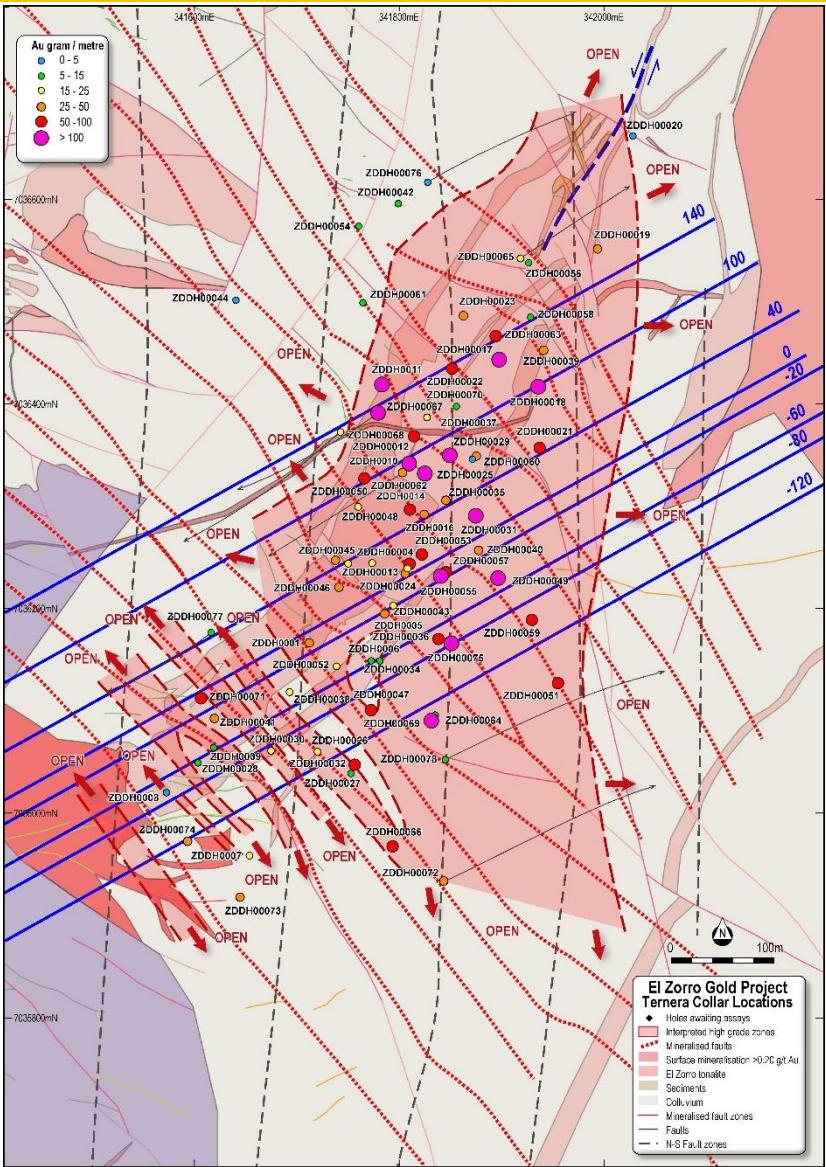 341600mE
341800mE
342000mE
Au gram / metre
0 - 5
5 - 15
15 - 25
25 - 50
50 -100
> 100
OPEN
OPEN
ZDDH00020
ZDDH00076
ZDDH00042
OPEN
7036600mN
140
ZDDH00054
ZDDH00019
ZDDH00065
ZDDH00056
100
ZDDH00044
ZDDH00061
ZDDH00023
ZDDH00058
40
OPEN
ZDDH00063
ZDDH00017
OPEN
ZDDH00039
0
ZDDH0011
ZDDH00022
-20
ZDDH00070
7036400mN
ZDDH00067
ZDDH00018
ZDDH00037
-60
ZDDH00068
OPEN
ZDDH00012
ZDDH00029
ZDDH00021
-80
ZDDH0010
ZDDH00060
ZDDH00025
-120
ZDDH00050
ZDDH00062
ZDDH00014
ZDDH00035
ZDDH00048
OPEN
ZDDH00016
ZDDH00031
OPEN
ZDDH00053
ZDDH00045
ZDDH00004
ZDDH00040
ZDDH00013
ZDDH00057
ZDDH00046
ZDDH00024
ZDDH00049
ZDDH00055
7036200mN
ZDDH00043
ZDDH00077
ZDDH0005
OPEN
ZDDH00036
ZDDH00059
ZDDH0001
ZDDH0006
OPEN
ZDDH00075
ZDDH00052
ZDDH00034
ZDDH00071
ZDDH00038
ZDDH00047
ZDDH00051
OPEN
ZDDH00041
ZDDH00069
ZDDH00064
ZDDH00030
ZDDH00026
OPEN
OPEN
ZDDH0009
ZDDH00032
ZDDH00078
ZDDH00028
ZDDH00027
ZDDH0008
7036000mN
ZDDH00074
ZDDH00066
ZDDH0007
OPEN
OPEN
ZDDH00072
ZDDH00073
OPEN
OPEN
N
0
100m
El Zorro Gold Project
Ternera Collar Locations
Holes awaiting assays
Interpreted high grade zones
Mineralised faults
Surface mineralisation >0.20 g/t Au
El Zorro tonalite
Seciments
Colluvium
Mineralised fault zones
Faults
N-S Fault zones
7035800mN